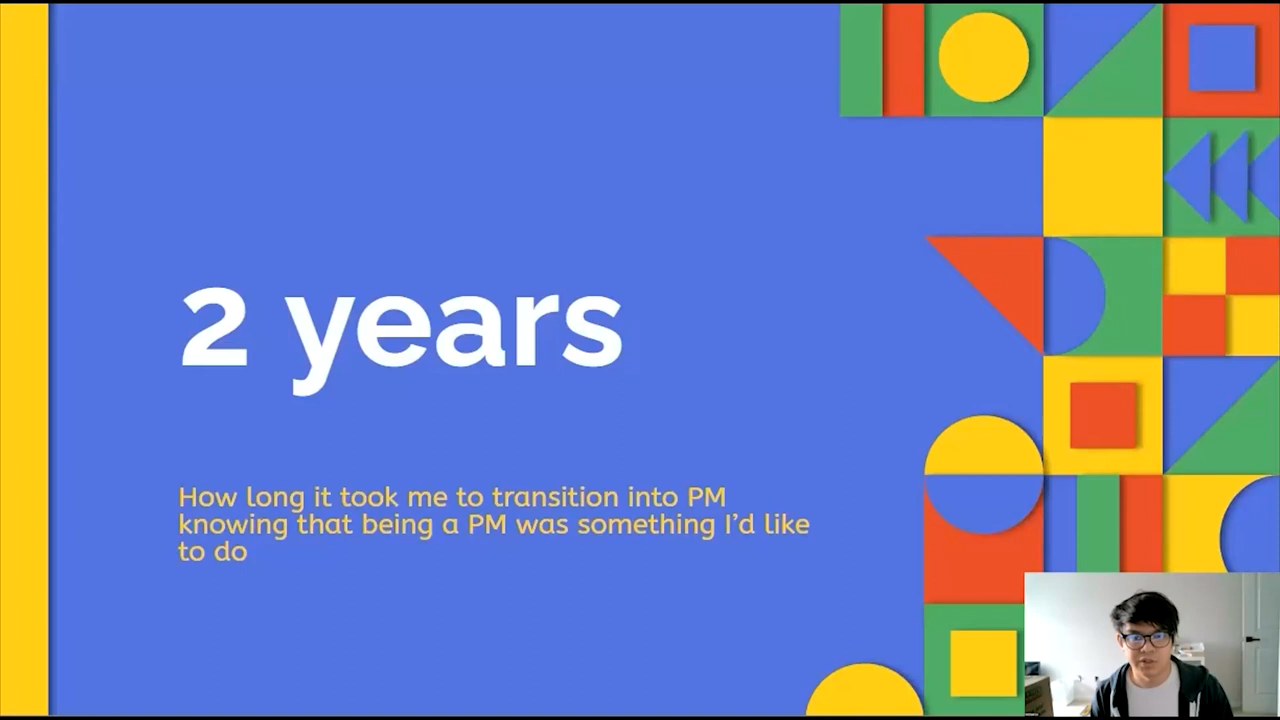 2 years
How long it took me to transition into PM
knowing that being a PM was something I'd like
to do